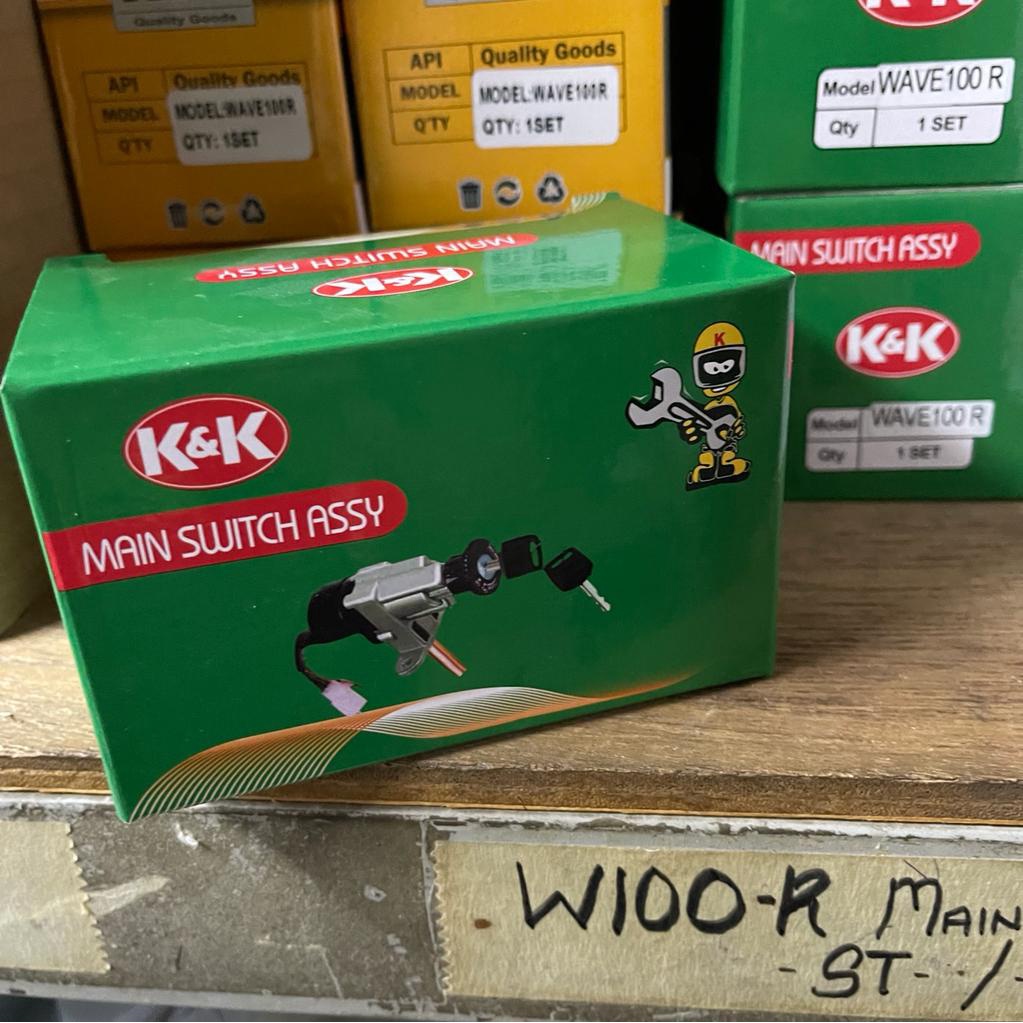 Quality Goods
API Quality Goods
MODEL MODEL:WAVE100R
Q'TY QTY: 1SET
API Quality Goods
MODEL MODEL:WAVE100R
Q'TY QTY: 1SET
K&K
Model WAVE100 R
Qty 1 SET
MAIN SWITCH ASSY
K&K
Model WAVE100 R
Qty 1 SET
MAIN SWITCH ASSY
K&K
K
K&K
MAIN SWITCH ASSY
W100-R MAIN
- ST -